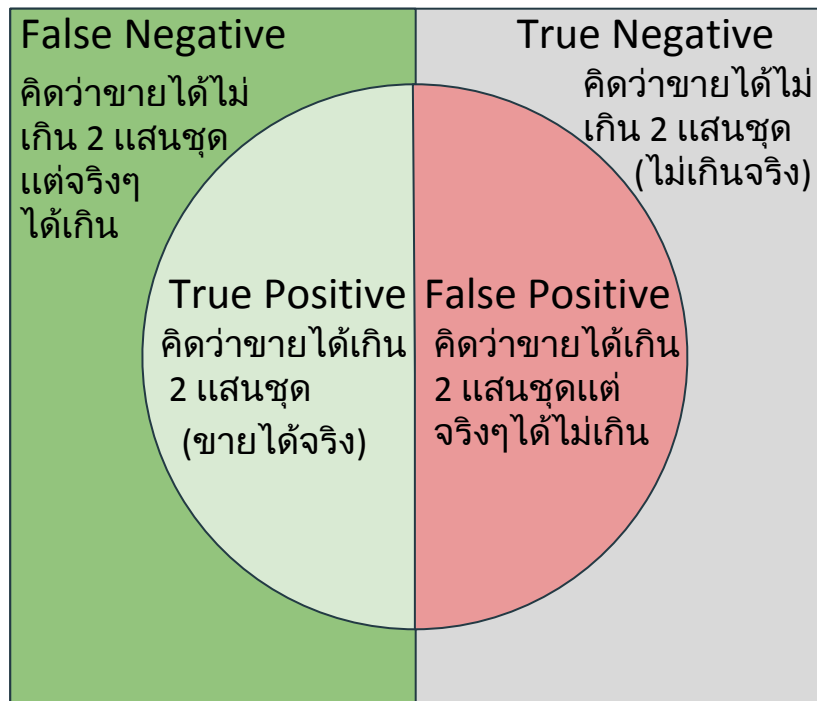 False Negative
คิดว่าขายได้ไม่
เกิน 2 แสนชุด
แต่จริงๆ
ได้เกิน
True Negative
คิดว่าขายได้ไม่
เกิน 2 แสนชุด
(ไม่เกินจริง)
True Positive
คิดว่าขายได้เกิน
2 แสนชุด
(ขายได้จริง)
False Positive
คิดว่าขายได้เกิน
2 แสนชุดแต่
จริงๆได้ไม่เกิน